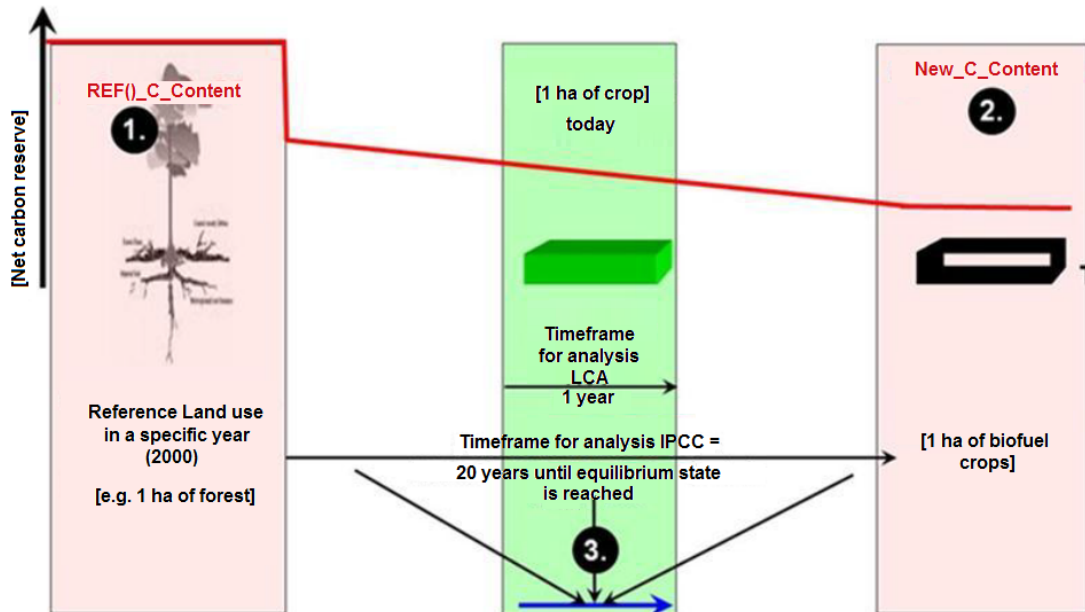 [Net carbon reserve]
REF()_C_Content
1.
Reference Land use
in a specific year
(2000)
[e.g. 1 ha of forest]
[1 ha of crop]
today
Timeframe
for analysis
LCA
1 year
Timeframe for analysis IPCC =
20 years until equilibrium state
is reached
3.
New_C_Content
2.
[1 ha of biofuel
crops]